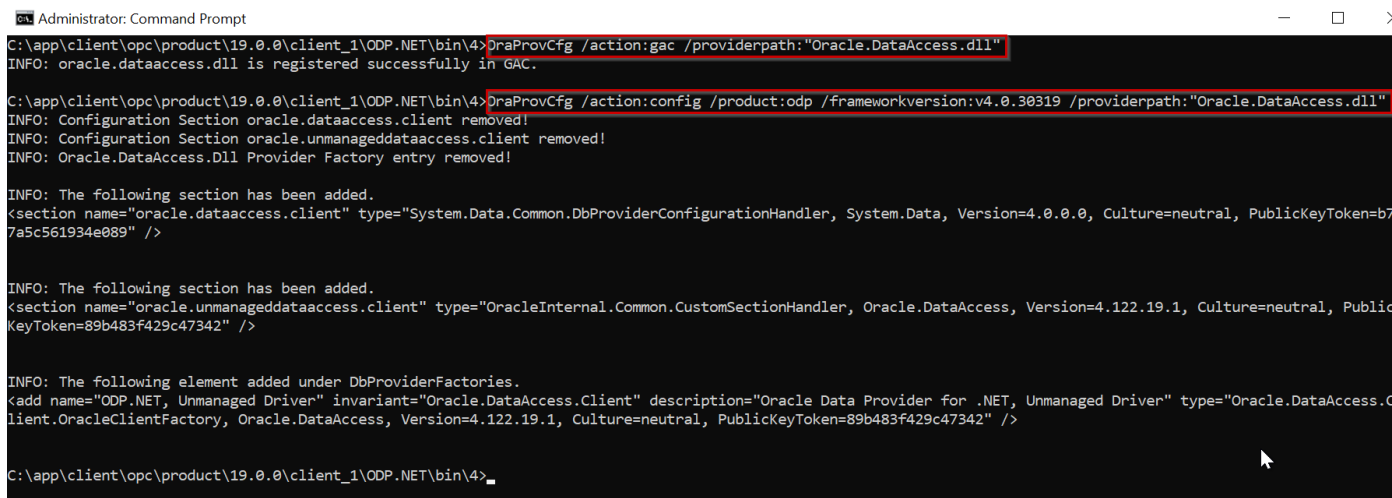 Administrator: Command Prompt
C:\app\client\opc\product\19.0.0\client_1\ODP.NET\bin\4>OraProvCfg /action:gac /providerpath:"Oracle.DataAccess.dll"
INFO: oracle.dataaccess.dll is registered successfully in GAC.
C:\app\client\opc\product\19.0.0\client_1\ODP.NET\bin\4>OraProvCfg /action:config /product:odp /frameworkversion:v4.0.30319 /providerpath:"Oracle.DataAccess.dll"
INFO: Configuration Section oracle.dataaccess.client removed!
INFO: Configuration Section oracle.unmanageddataaccess.client removed!
INFO: Oracle.DataAccess.Dll Provider Factory entry removed!
INFO: The following section has been added.
<section name="oracle.dataaccess.client" type="System.Data.Common.DbProviderConfigurationHandler, System.Data, Version=4.0.0.0, Culture=neutral, PublicKeyToken=b7
7a5c561934e089" />
INFO: The following section has been added.
<section name="oracle.unmanageddataaccess.client" type="OracleInternal.Common.CustomSectionHandler, Oracle.DataAccess, Version=4.122.19.1, Culture=neutral, Public
KeyToken=89b483f429c47342" />
INFO: The following element added under DbProviderFactories.
<add name="ODP.NET, Unmanaged Driver" invariant="Oracle.DataAccess.Client" description="Oracle Data Provider for .NET, Unmanaged Driver" type="Oracle.DataAccess.C
lient.OracleClientFactory, Oracle.DataAccess, Version=4.122.19.1, Culture=neutral, PublicKeyToken=89b483f429c47342" />
C:\app\client\opc\product\19.0.0\client_1\ODP.NET\bin\4>